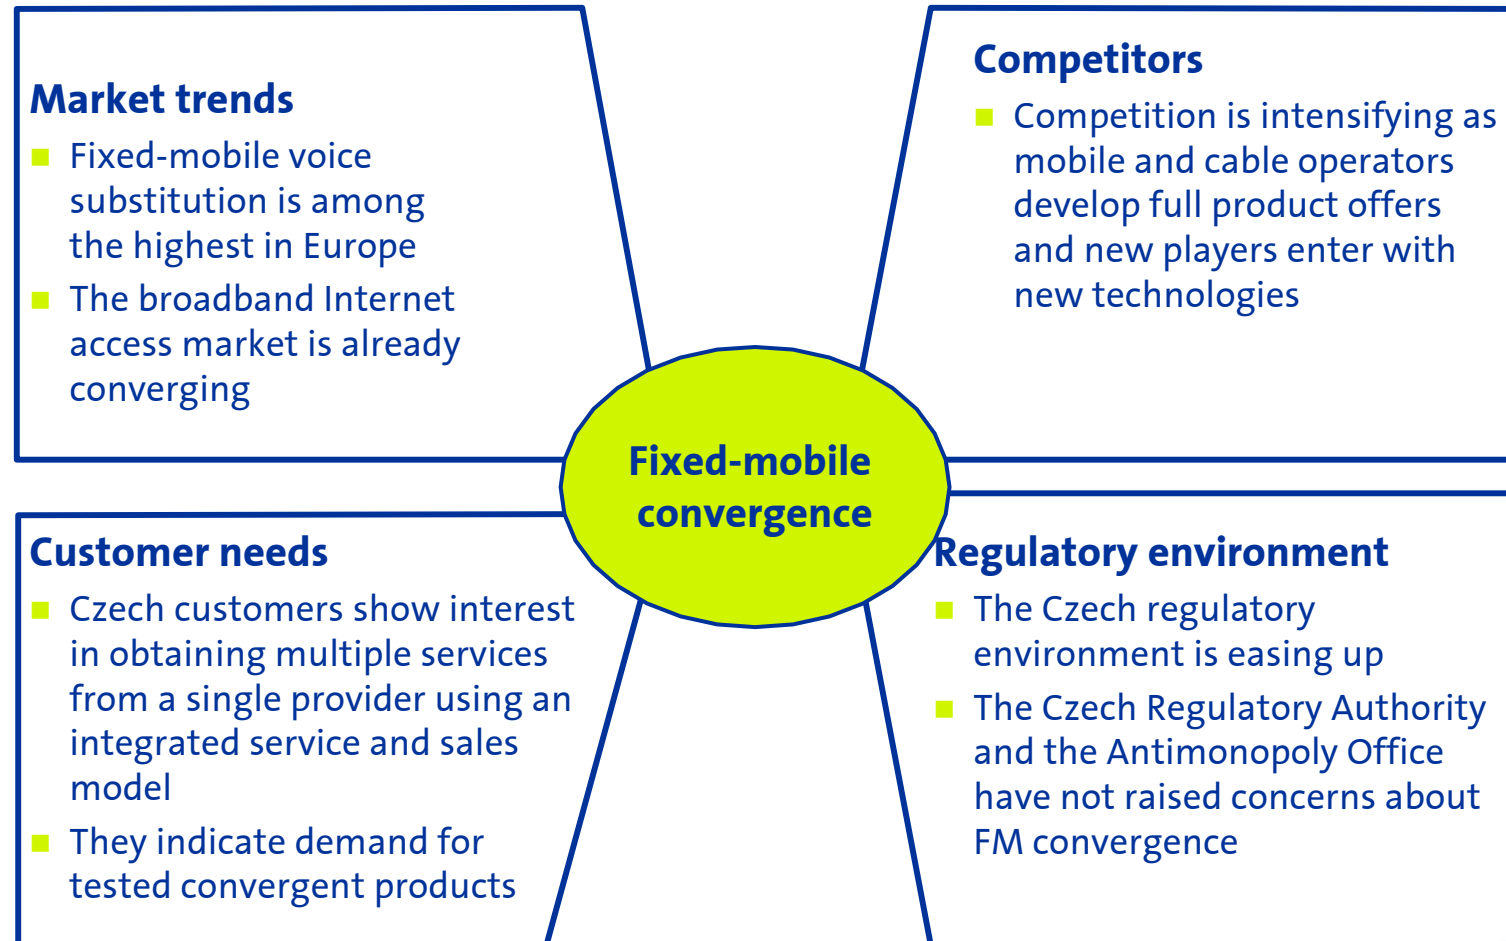 Market trends
Fixed-mobile voice
substitution is among
the highest in Europe
The broadband Internet
access market is already
converging
Competitors
Competition is intensifying as
mobile and cable operators
develop full product offers
and new players enter with
new technologies
Fixed-mobile
convergence
Customer needs
Czech customers show interest
in obtaining multiple services
from a single provider using an
integrated service and sales
model
They indicate demand for
tested convergent products
Regulatory environment
The Czech regulatory
environment is easing up
The Czech Regulatory Authority
and the Antimonopoly Office
have not raised concerns about
FM convergence